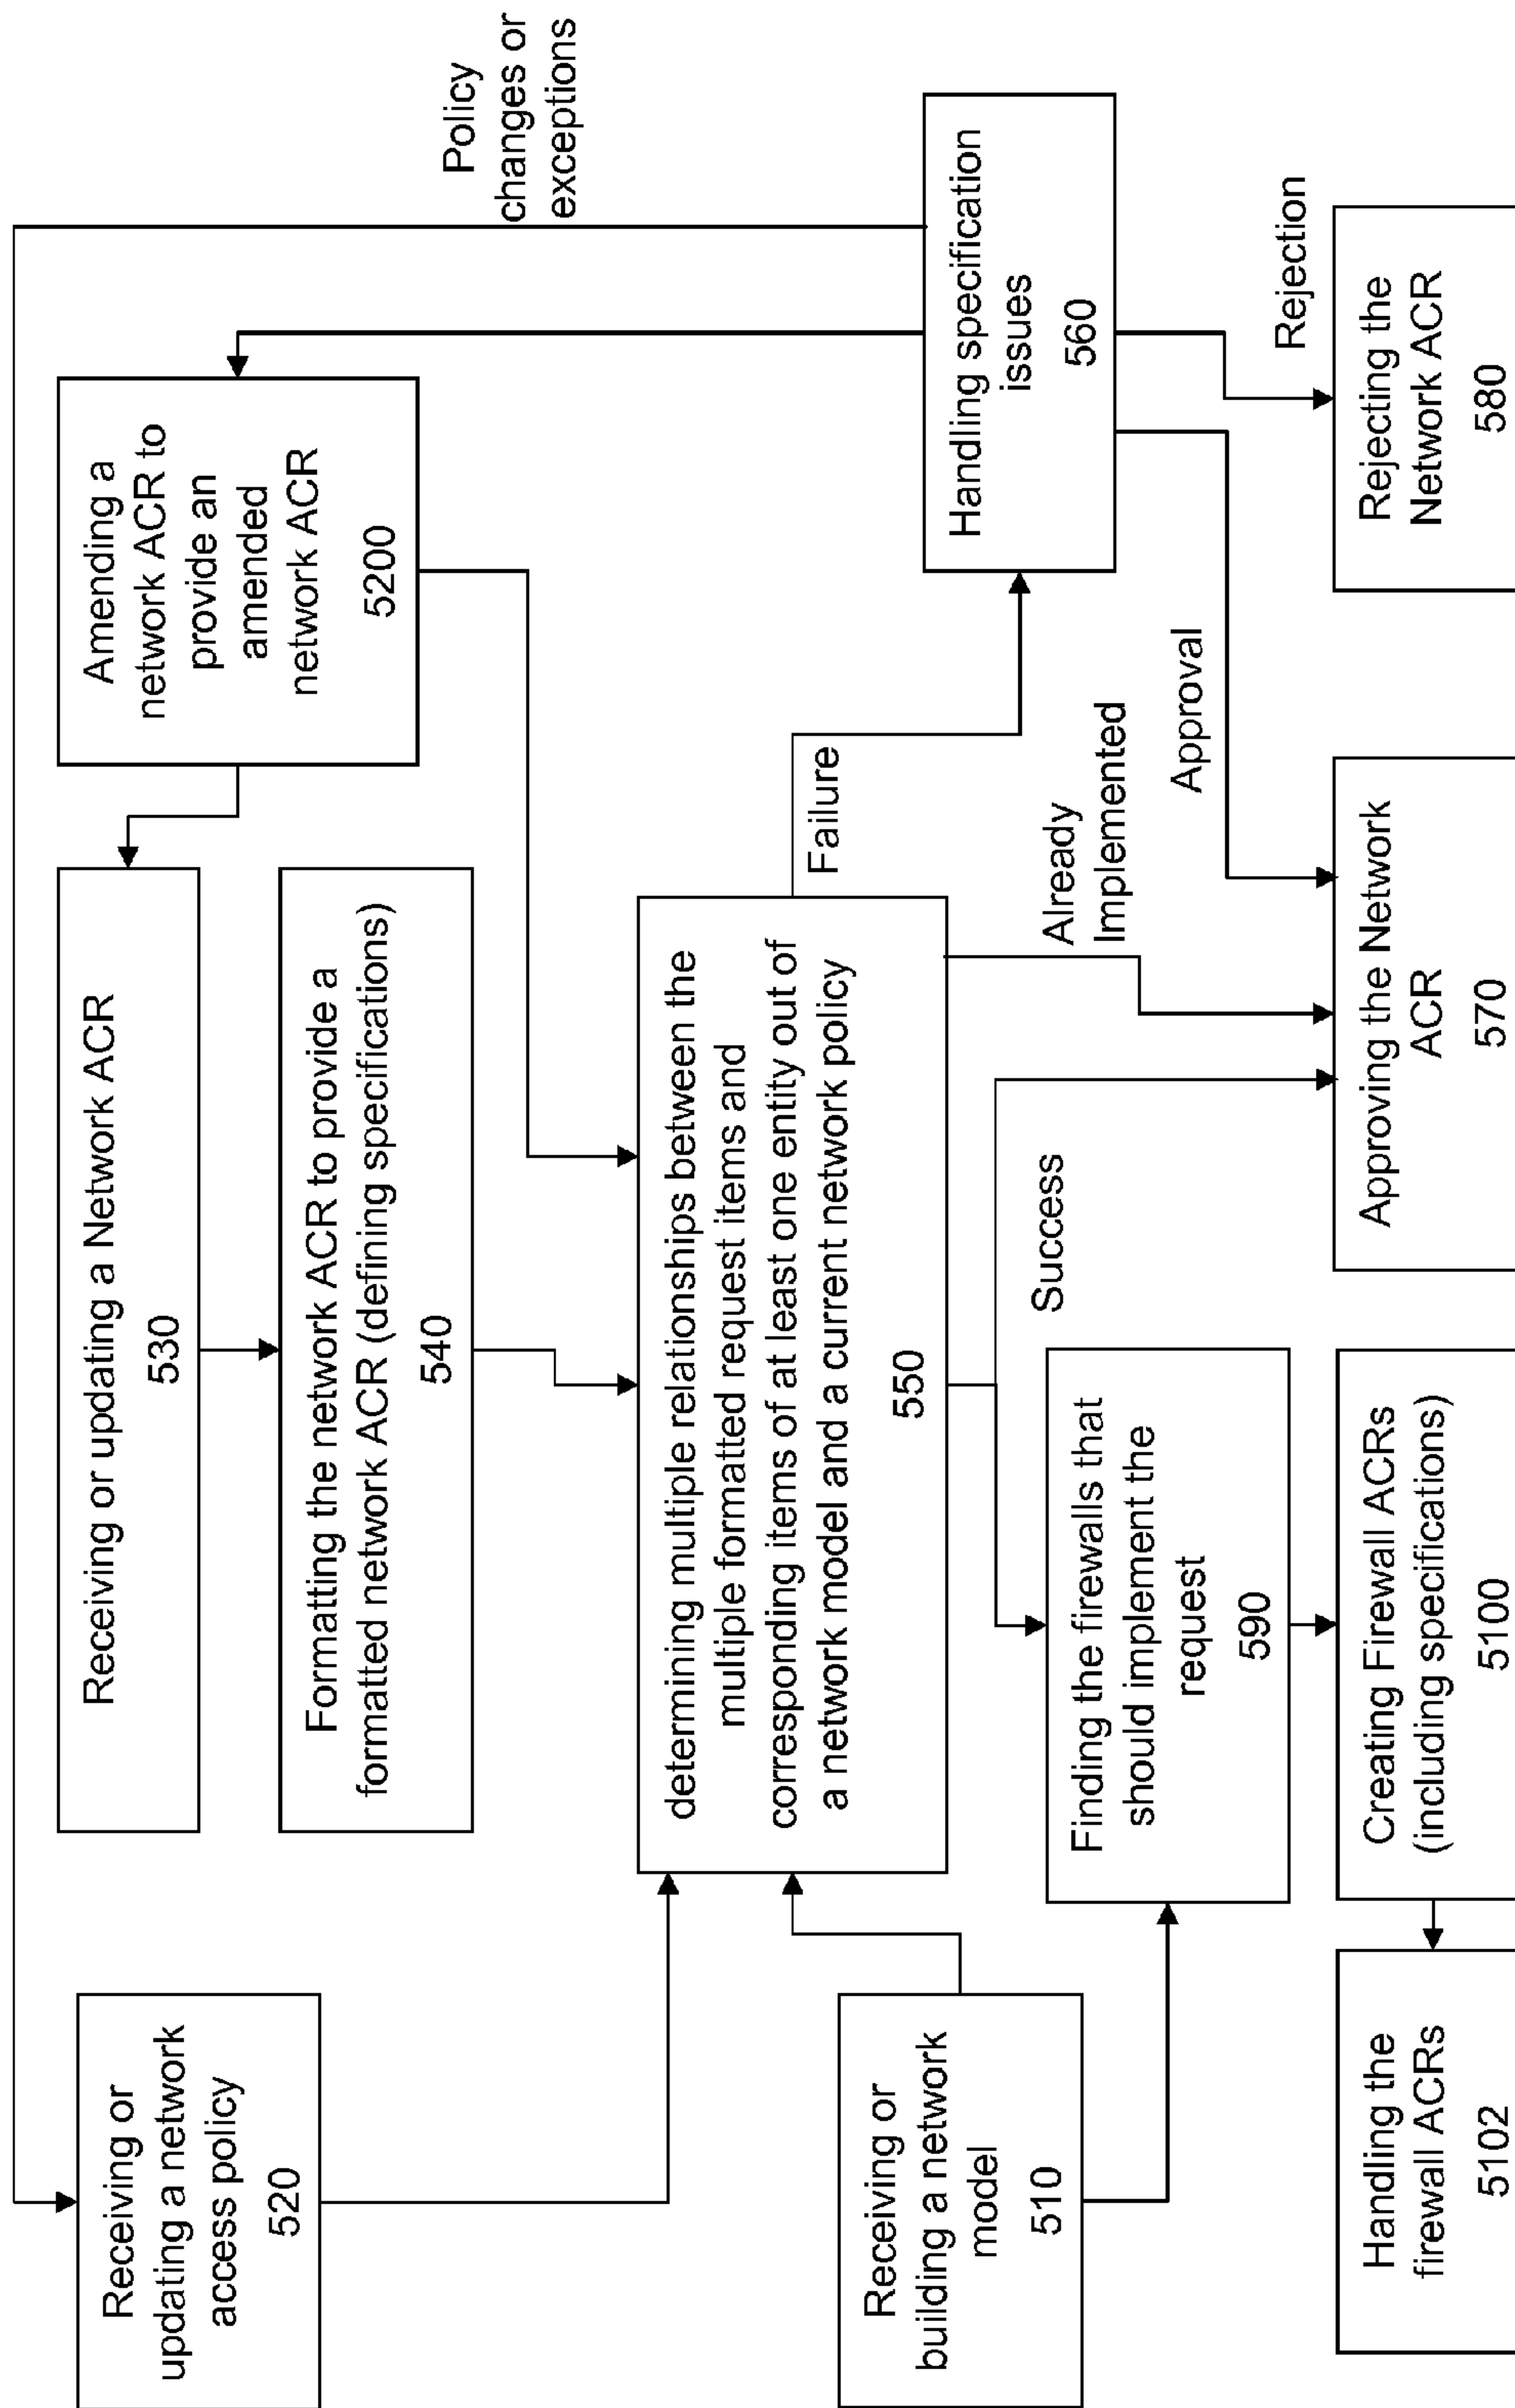 Receiving or
updating a network
access policy
520
Receiving or updating a Network ACR
530
Amending a
network ACR to
provide an
amended
network ACR
5200
Policy
changes or
exceptions
Formatting the network ACR to provide a
formatted network ACR (defining specifications)
540
determining multiple relationships between the
multiple formatted request items and
corresponding items of at least one entity out of
a network model and a current network policy
550
Failure
Handling specification
issues
560
Receiving or
building a network
model
510
Already
Implemented
Success
Approval
Rejection
Finding the firewalls that
should implement the
request
590
Handling the
firewall ACRs
5102
Creating Firewall ACRs
(including specifications)
5100
Approving the Network
ACR
570
Rejecting the
Network ACR
580